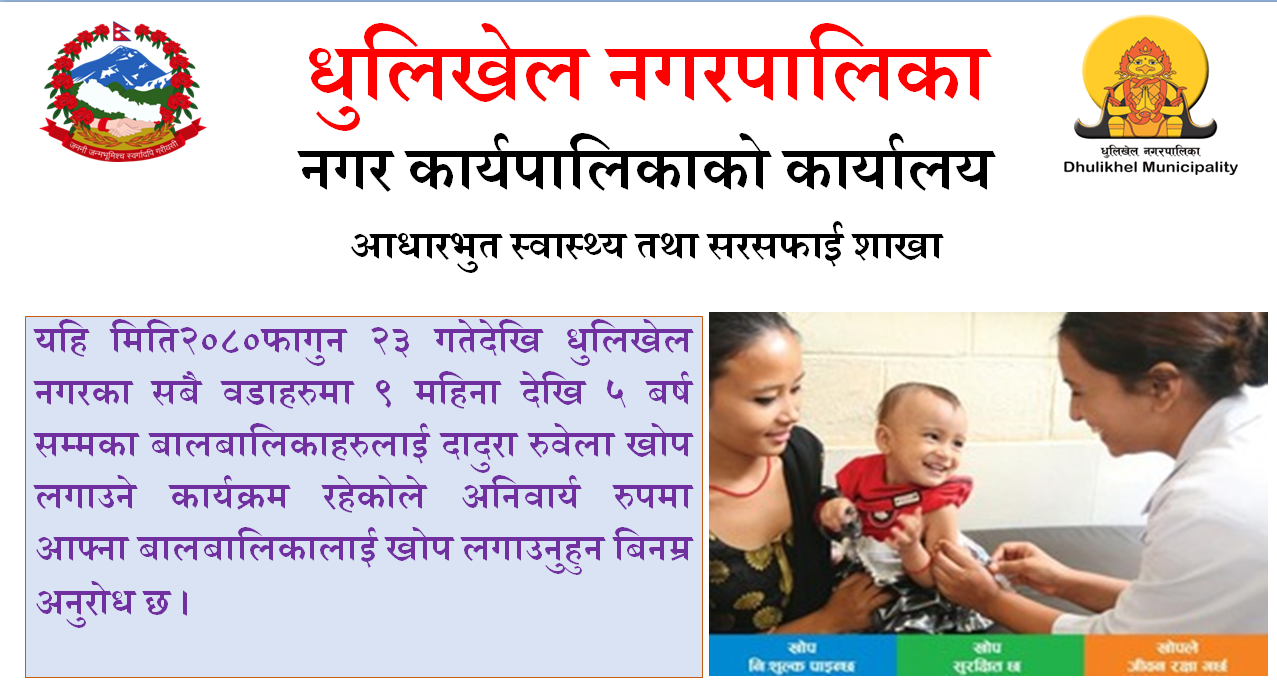 धुलिखेल नगरपालिका
नगर कार्यपालिकाको कार्यालय
आधारभुत स्वास्थ्य तथा सरसफाई शाखा
जननी जन्मभूमिश्च स्वर्गादपि गरीयसी
धुलिखेल नगरपालिका
Dhulikhel Municipality
यहि मिति२०८०फागुन २३ गतेदेखि धुलिखेल
नगरका सबै वडाहरुमा ९ महिना देखि ५ बर्ष
सम्मका बालबालिकाहरुलाई दादुरा रुवेला खोप
लगाउने कार्यक्रम रहेकोले अनिवार्य रुपमा
आफ्ना बालबालिकालाई खोप लगाउनुहुन बिनम्र
अनुरोध छ ।
खोप
नि:शुल्क पाइन्छ
खोप
सुरक्षित छ
खोपले
जीवन रक्षा गर्छ